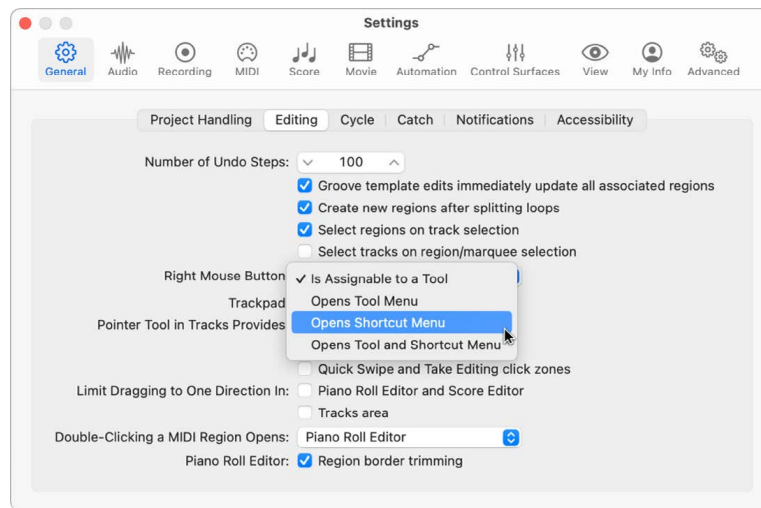 Settings
General Audio Recording MIDI Score Movie Automation Control Surfaces View My Info Advanced
Project Handling Editing Cycle Catch Notifications Accessibility
Number of Undo Steps: 100
Groove template edits immediately update all associated regions
Create new regions after splitting loops
Select regions on track selection
Select tracks on region/marquee selection
Right Mouse Button Is Assignable to a Tool
Opens Tool Menu
Trackpad
Opens Shortcut Menu
Pointer Tool in Tracks Provides
Opens Tool and Shortcut Menu
Quick Swipe and Take Editing click zones
Limit Dragging to One Direction In: Piano Roll Editor and Score Editor
Tracks area
Double-Clicking a MIDI Region Opens: Piano Roll Editor
Piano Roll Editor: Region border trimming